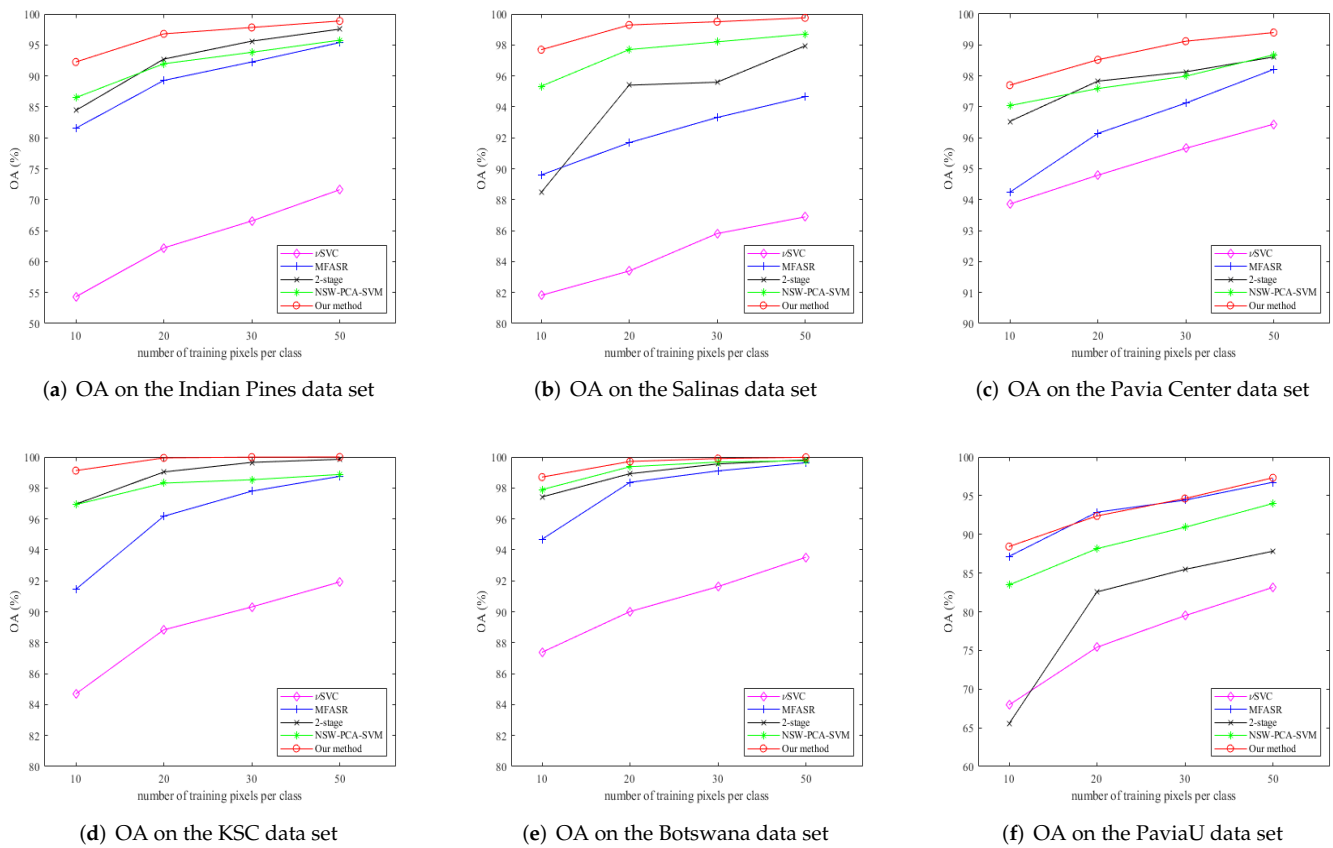 100
95
90
85
80
75
70
65
60
55
50
OA (%)
10 20 30 50
number of training pixels per class
νSVC
MFASR
2-stage
NSW-PCA-SVM
Our method
(a) OA on the Indian Pines data set
100
98
96
94
92
90
88
86
84
82
80
OA (%)
10 20 30 50
number of training pixels per class
νSVC
MFASR
2-stage
NSW-PCA-SVM
Our method
(b) OA on the Salinas data set
100
99
98
97
96
95
94
93
92
91
90
OA (%)
10 20 30 50
number of training pixels per class
νSVC
MFASR
2-stage
NSW-PCA-SVM
Our method
(c) OA on the Pavia Center data set
100
98
96
94
92
90
88
86
84
82
80
OA (%)
10 20 30 50
number of training pixels per class
νSVC
MFASR
2-stage
NSW-PCA-SVM
Our method
(d) OA on the KSC data set
100
98
96
94
92
90
88
86
84
82
80
OA (%)
10 20 30 50
number of training pixels per class
νSVC
MFASR
2-stage
NSW-PCA-SVM
Our method
(e) OA on the Botswana data set
100
95
90
85
80
75
70
65
60
OA (%)
10 20 30 50
number of training pixels per class
νSVC
MFASR
2-stage
NSW-PCA-SVM
Our method
(f) OA on the PaviaU data set